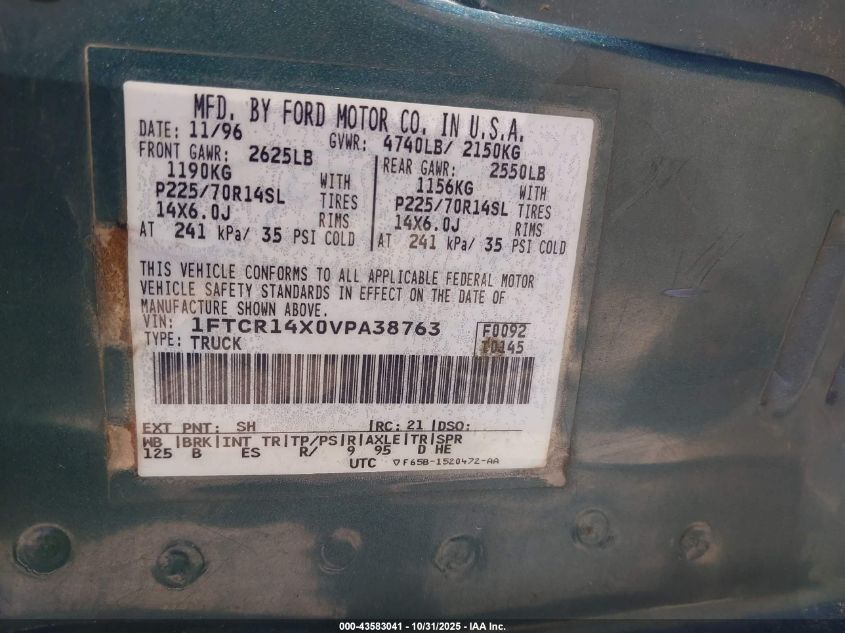 MFD. BY FORD MOTOR CO. IN U.S.A.
DATE: 11/96 GVWR: 4740LB/ 2150KG
FRONT GAWR: 2625LB REAR GAWR: 2550LB
1190KG WITH 1156KG WITH
P225/70R14SL TIRES P225/70R14SL TIRES
14X6.0J RIMS 14X6.0J RIMS
AT 241 kPa/ 35 PSI COLD AT 241 kPa/ 35 PSI COLD
THIS VEHICLE CONFORMS TO ALL APPLICABLE FEDERAL MOTOR
VEHICLE SAFETY STANDARDS IN EFFECT ON THE DATE OF
MANUFACTURE SHOWN ABOVE.
VIN: 1FTCR14X0VPA38763 F0092
TYPE: TRUCK 10145
EXT PNT: SH RC: 21 DSO:
WB BRK INT TR TP/PS R AXLE TR SPR
125 B ES R/ 9 95 D HE
UTC ▽F65B-1520472-AA
000-43583041 - 10/31/2025 - IAA Inc.